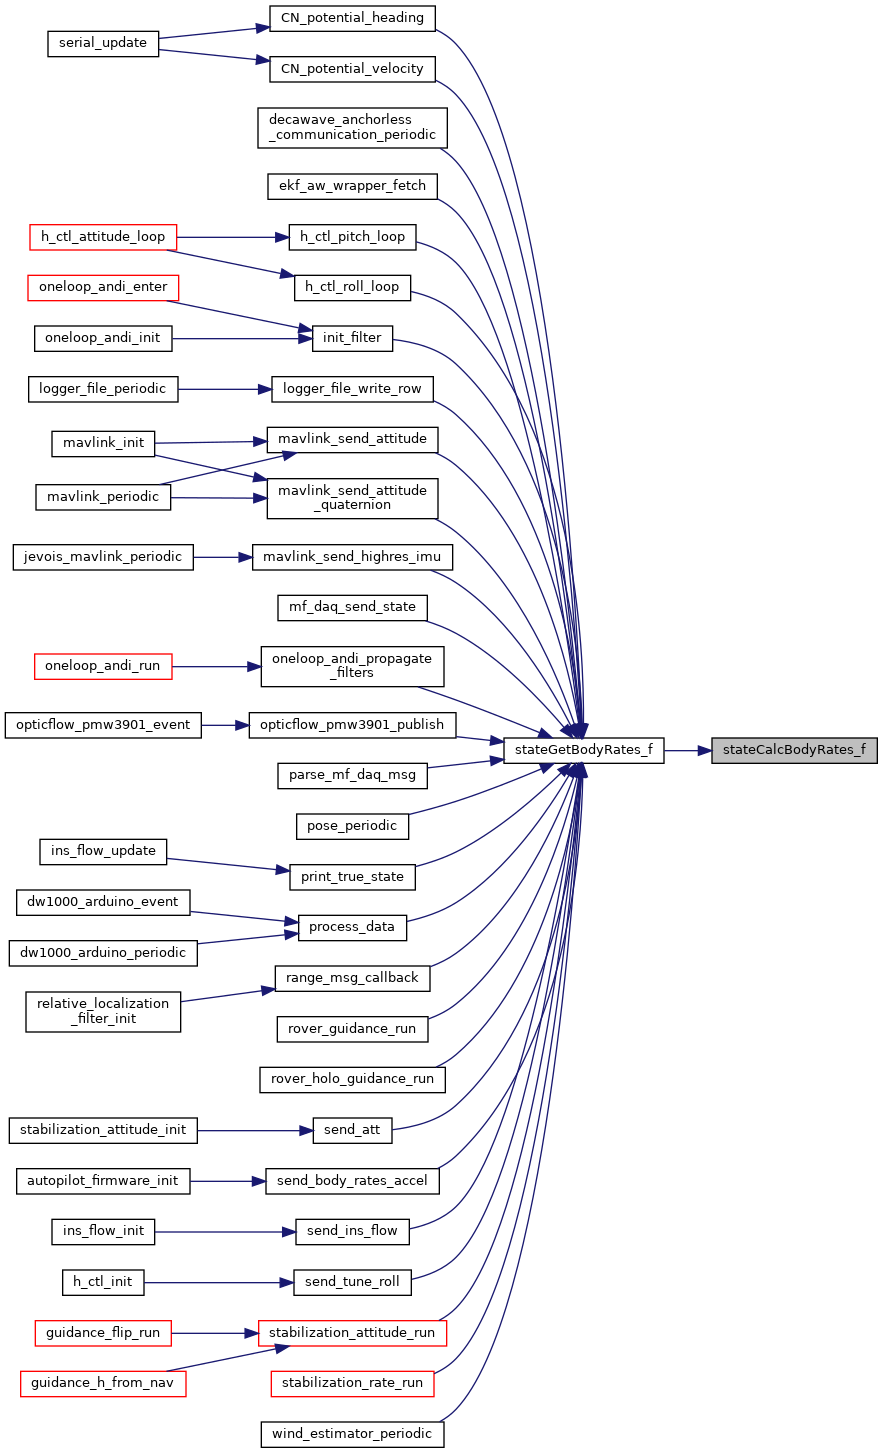 CN_potential_heading
serial_update
CN_potential_velocity
decawave_anchorless
_communication_periodic
ekf_aw_wrapper_fetch
h_ctl_attitude_loop
h_ctl_pitch_loop
oneloop_andi_enter
h_ctl_roll_loop
oneloop_andi_init
init_filter
logger_file_periodic
logger_file_write_row
mavlink_init
mavlink_send_attitude
mavlink_periodic
mavlink_send_attitude
_quaternion
jevois_mavlink_periodic
mavlink_send_highres_imu
mf_daq_send_state
oneloop_andi_run
oneloop_andi_propagate
_filters
opticflow_pmw3901_event
opticflow_pmw3901_publish
stateGetBodyRates_f
stateCalcBodyRates_f
parse_mf_daq_msg
pose_periodic
ins_flow_update
print_true_state
dw1000_arduino_event
process_data
dw1000_arduino_periodic
range_msg_callback
relative_localization
_filter_init
rover_guidance_run
rover_holo_guidance_run
stabilization_attitude_init
send_att
autopilot_firmware_init
send_body_rates_accel
ins_flow_init
send_ins_flow
h_ctl_init
send_tune_roll
guidance_flip_run
stabilization_attitude_run
guidance_h_from_nav
stabilization_rate_run
wind_estimator_periodic